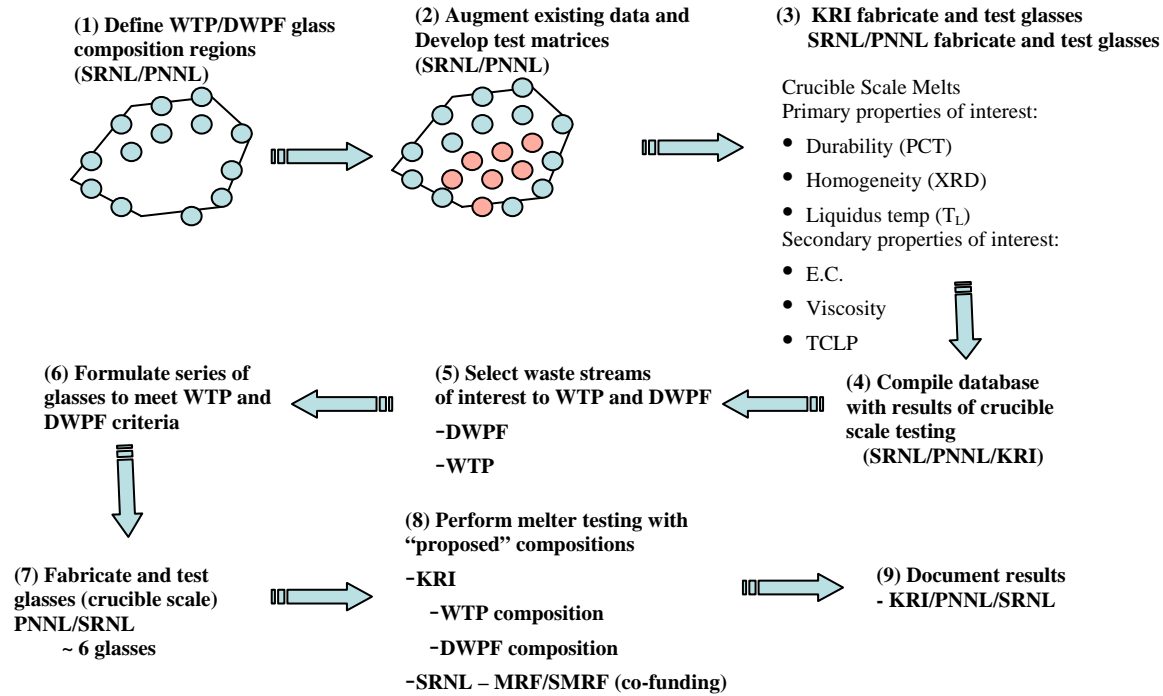 (1) Define WTP/DWPF glass
composition regions
(SRNL/PNNL)
(2) Augment existing data and
Develop test matrices
(SRNL/PNNL)
(3) KRI fabricate and test glasses
SRNL/PNNL fabricate and test glasses
Crucible Scale Melts
Primary properties of interest:
• Durability (PCT)
• Homogeneity (XRD)
• Liquidus temp (TL)
Secondary properties of interest:
• E.C.
• Viscosity
• TCLP
(4) Compile database
with results of crucible
scale testing
(SRNL/PNNL/KRI)
(5) Select waste streams
of interest to WTP and DWPF
-DWPF
-WTP
(6) Formulate series of
glasses to meet WTP and
DWPF criteria
(7) Fabricate and test
glasses (crucible scale)
PNNL/SRNL
~ 6 glasses
(8) Perform melter testing with
“proposed” compositions
-KRI
-WTP composition
-DWPF composition
-SRNL – MRF/SMRF (co-funding)
(9) Document results
- KRI/PNNL/SRNL